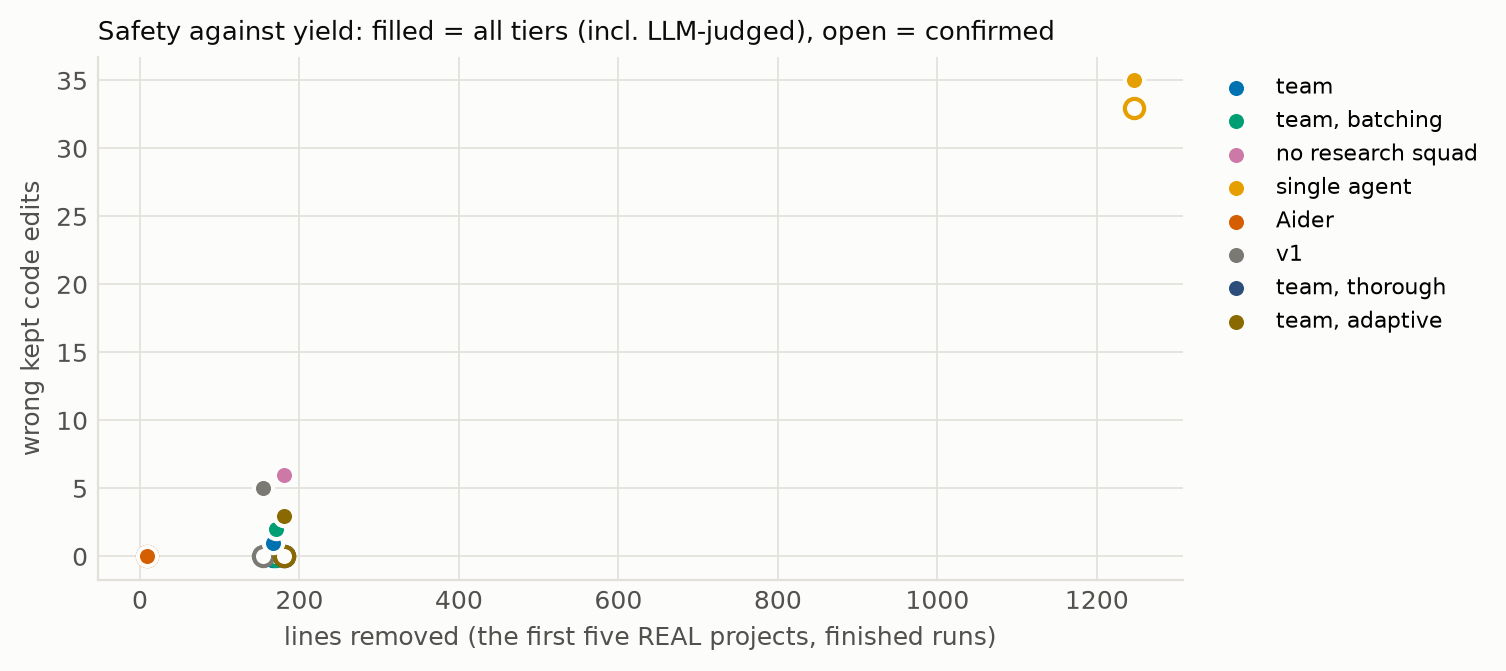 Safety against yield: filled = all tiers (incl. LLM-judged), open = confirmed
35
30
25
20
15
10
5
0
wrong kept code edits
0 200 400 600 800 1000 1200
lines removed (the first five REAL projects, finished runs)
team
team, batching
no research squad
single agent
Aider
v1
team, thorough
team, adaptive